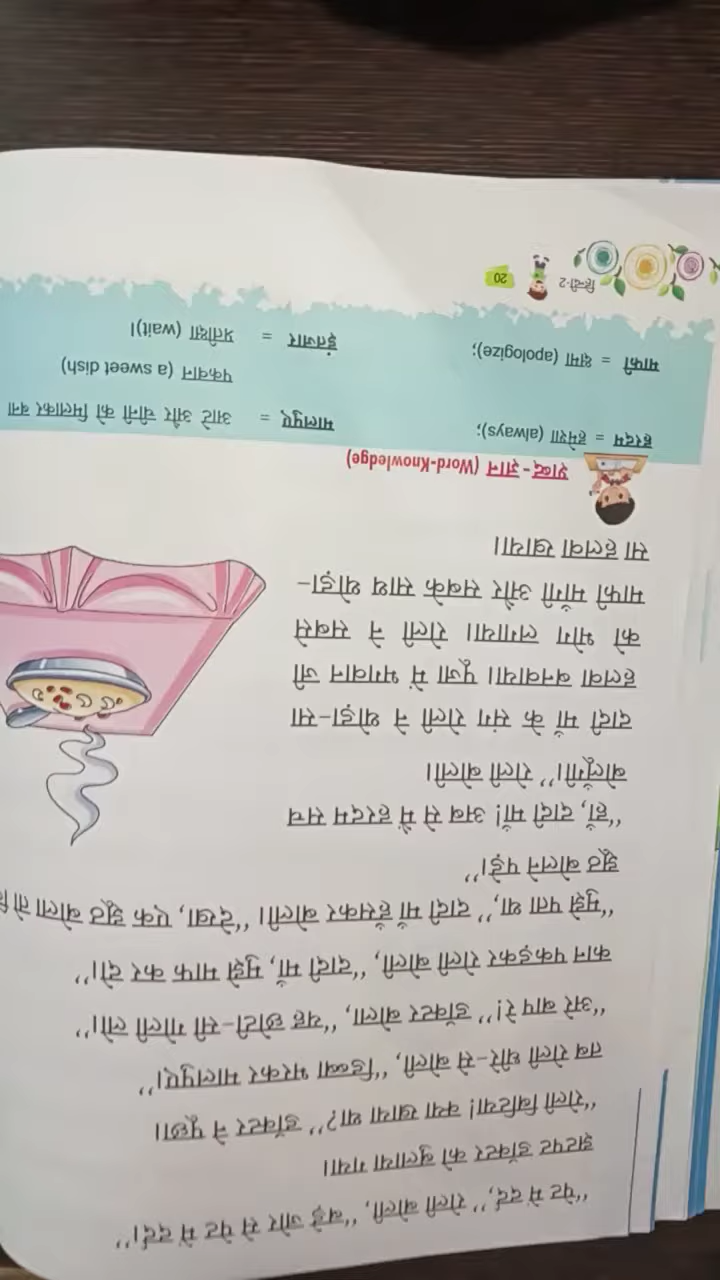 “पेट में दर्द,” रोली बोली, “बड़े जोर से पेट में दर्द।”
झटपट डॉक्टर को बुलाया गया।
“रोली बिटिया! क्या खाया था?” डॉक्टर ने पूछा।
तब रोली धीरे-से बोली, “डिब्बा भरकर मालपुए।”
“अरे बाप रे!” डॉक्टर बोला, “यह छोटी-सी गोली लो।”
कान पकड़कर रोली बोली, “दादी माँ, मुझे माफ कर दो।”
“मुझे पता था,” दादी माँ हँसकर बोली। “देखा, एक झूठ बोला तो
झूठ बोलने पड़े।”
“हाँ, दादी माँ! अब से मैं हरदम सच
बोलूँगी।” रोली बोली।
दादी माँ के संग रोली ने थोड़ा-सा
हलवा बनवाया। पूजा में भगवान जी
को भोग लगाया। रोली ने सबसे
माफी माँगी और सबके साथ थोड़ा-
सा हलवा खाया।
शब्द-ज्ञान (Word-Knowledge)
हरदम = हमेशा (always); मालपुए = आटे और चीनी को मिलाकर बना
पकवान (a sweet dish)
माफी = क्षमा (apologize); इंतजार = प्रतीक्षा (wait)।
हिन्दी-2 20